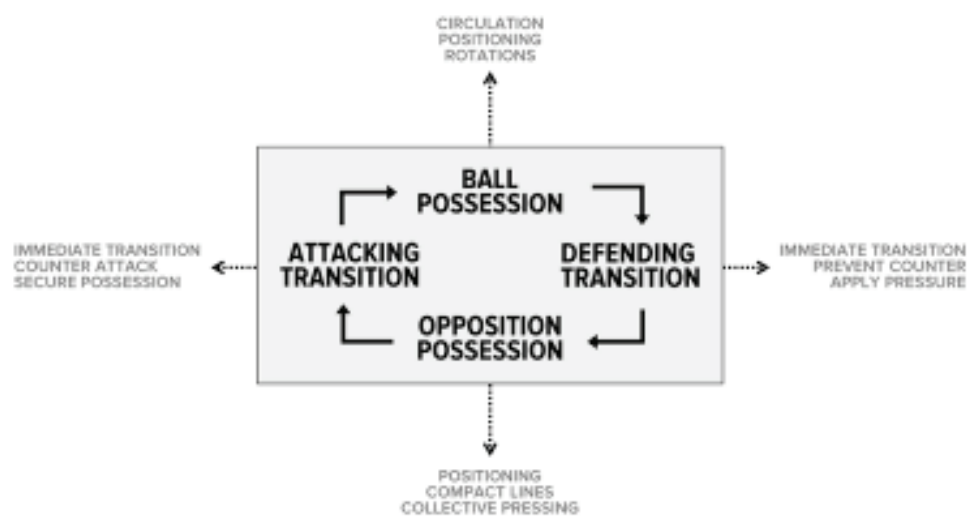 CIRCULATION
POSITIONING
ROTATIONS
BALL
POSSESSION
IMMEDIATE TRANSITION
COUNTER ATTACK
SECURE POSSESSION
ATTACKING
TRANSITION
DEFENDING
TRANSITION
IMMEDIATE TRANSITION
PREVENT COUNTER
APPLY PRESSURE
OPPOSITION
POSSESSION
POSITIONING
COMPACT LINES
COLLECTIVE PRESSING